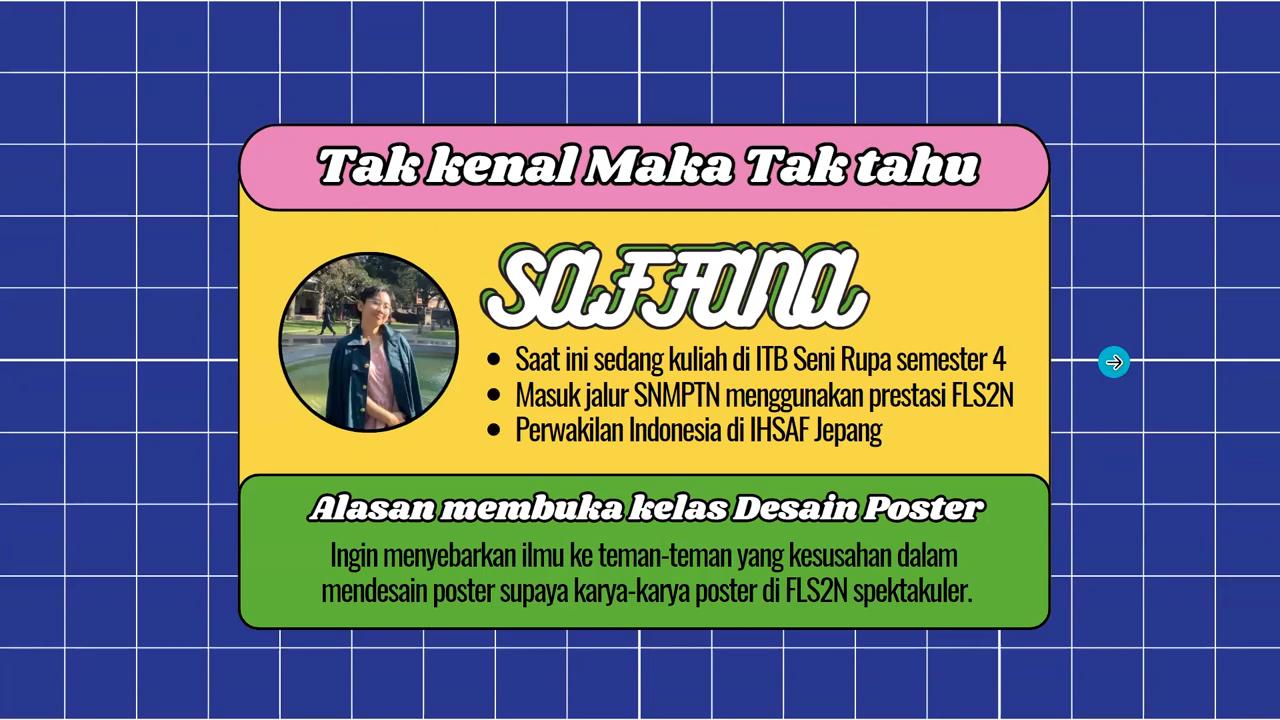 Tak kenal Maka Tak tahu
Saffana
Saat ini sedang kuliah di ITB Seni Rupa semester 4
Masuk jalur SNMPTN menggunakan prestasi FLS2N
Perwakilan Indonesia di IHSAF Jepang
Alasan membuka kelas Desain Poster
Ingin menyebarkan ilmu ke teman-teman yang kesusahan dalam
mendesain poster supaya karya-karya poster di FLS2N spektakuler.